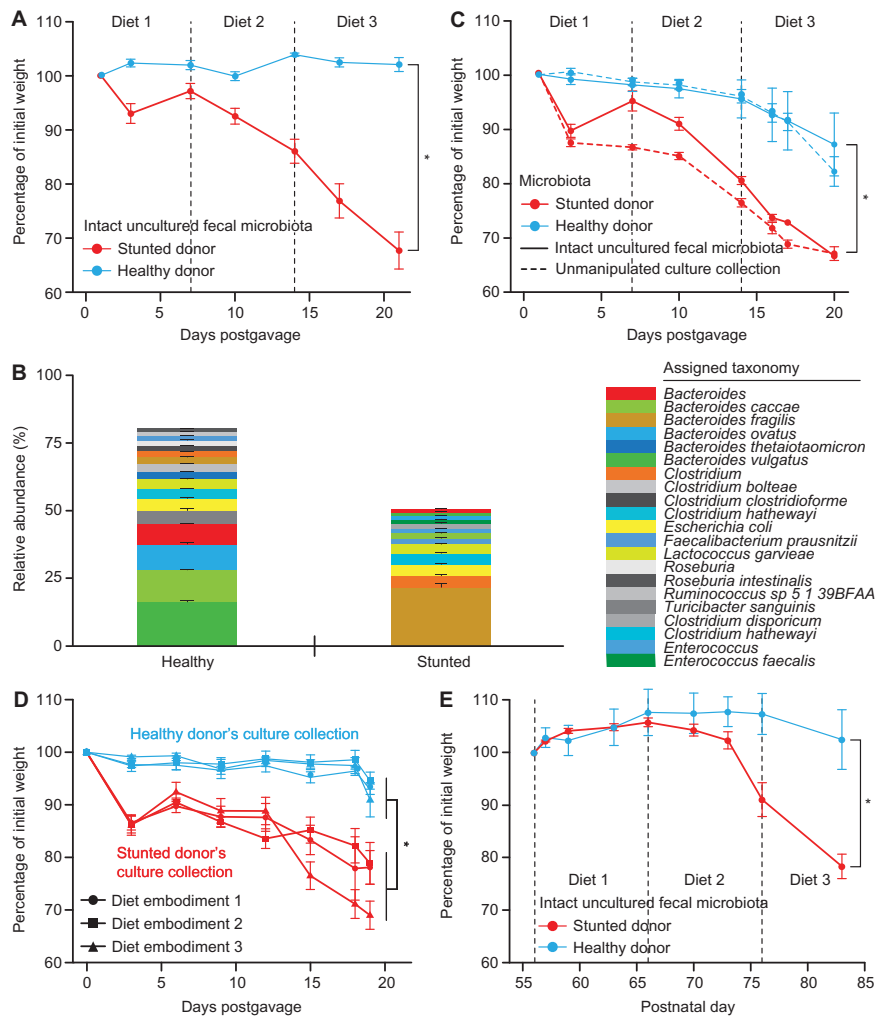 A
Diet 1 Diet 2 Diet 3
110
100
90
80
70
60
Percentage of initial weight
*
Intact uncultured fecal microbiota
Stunted donor
Healthy donor
0 5 10 15 20
Days postgavage
C
Diet 1 Diet 2 Diet 3
110
100
90
80
70
60
Percentage of initial weight
*
Microbiota
Stunted donor
Healthy donor
Intact uncultured fecal microbiota
Unmanipulated culture collection
0 5 10 15 20
Days postgavage
B
100
75
50
25
0
Relative abundance (%)
Healthy Stunted
Assigned taxonomy
Bacteroides
Bacteroides caccae
Bacteroides fragilis
Bacteroides ovatus
Bacteroides thetaiotaomicron
Bacteroides vulgatus
Clostridium
Clostridium bolteae
Clostridium clostridioforme
Clostridium hathewayi
Escherichia coli
Faecalibacterium prausnitzii
Lactococcus garvieae
Roseburia
Roseburia intestinalis
Ruminococcus sp 5 1 39BFAA
Turicibacter sanguinis
Clostridium disporicum
Clostridium hathewayi
Enterococcus
Enterococcus faecalis
D
110
100
90
80
70
60
Percentage of initial weight
Healthy donor's culture collection
Stunted donor's
culture collection
*
Diet embodiment 1
Diet embodiment 2
Diet embodiment 3
0 5 10 15 20
Days postgavage
E
110
100
90
80
70
60
Percentage of initial weight
*
Diet 1 Diet 2 Diet 3
Intact uncultured fecal microbiota
Stunted donor
Healthy donor
55 60 65 70 75 80 85
Postnatal day